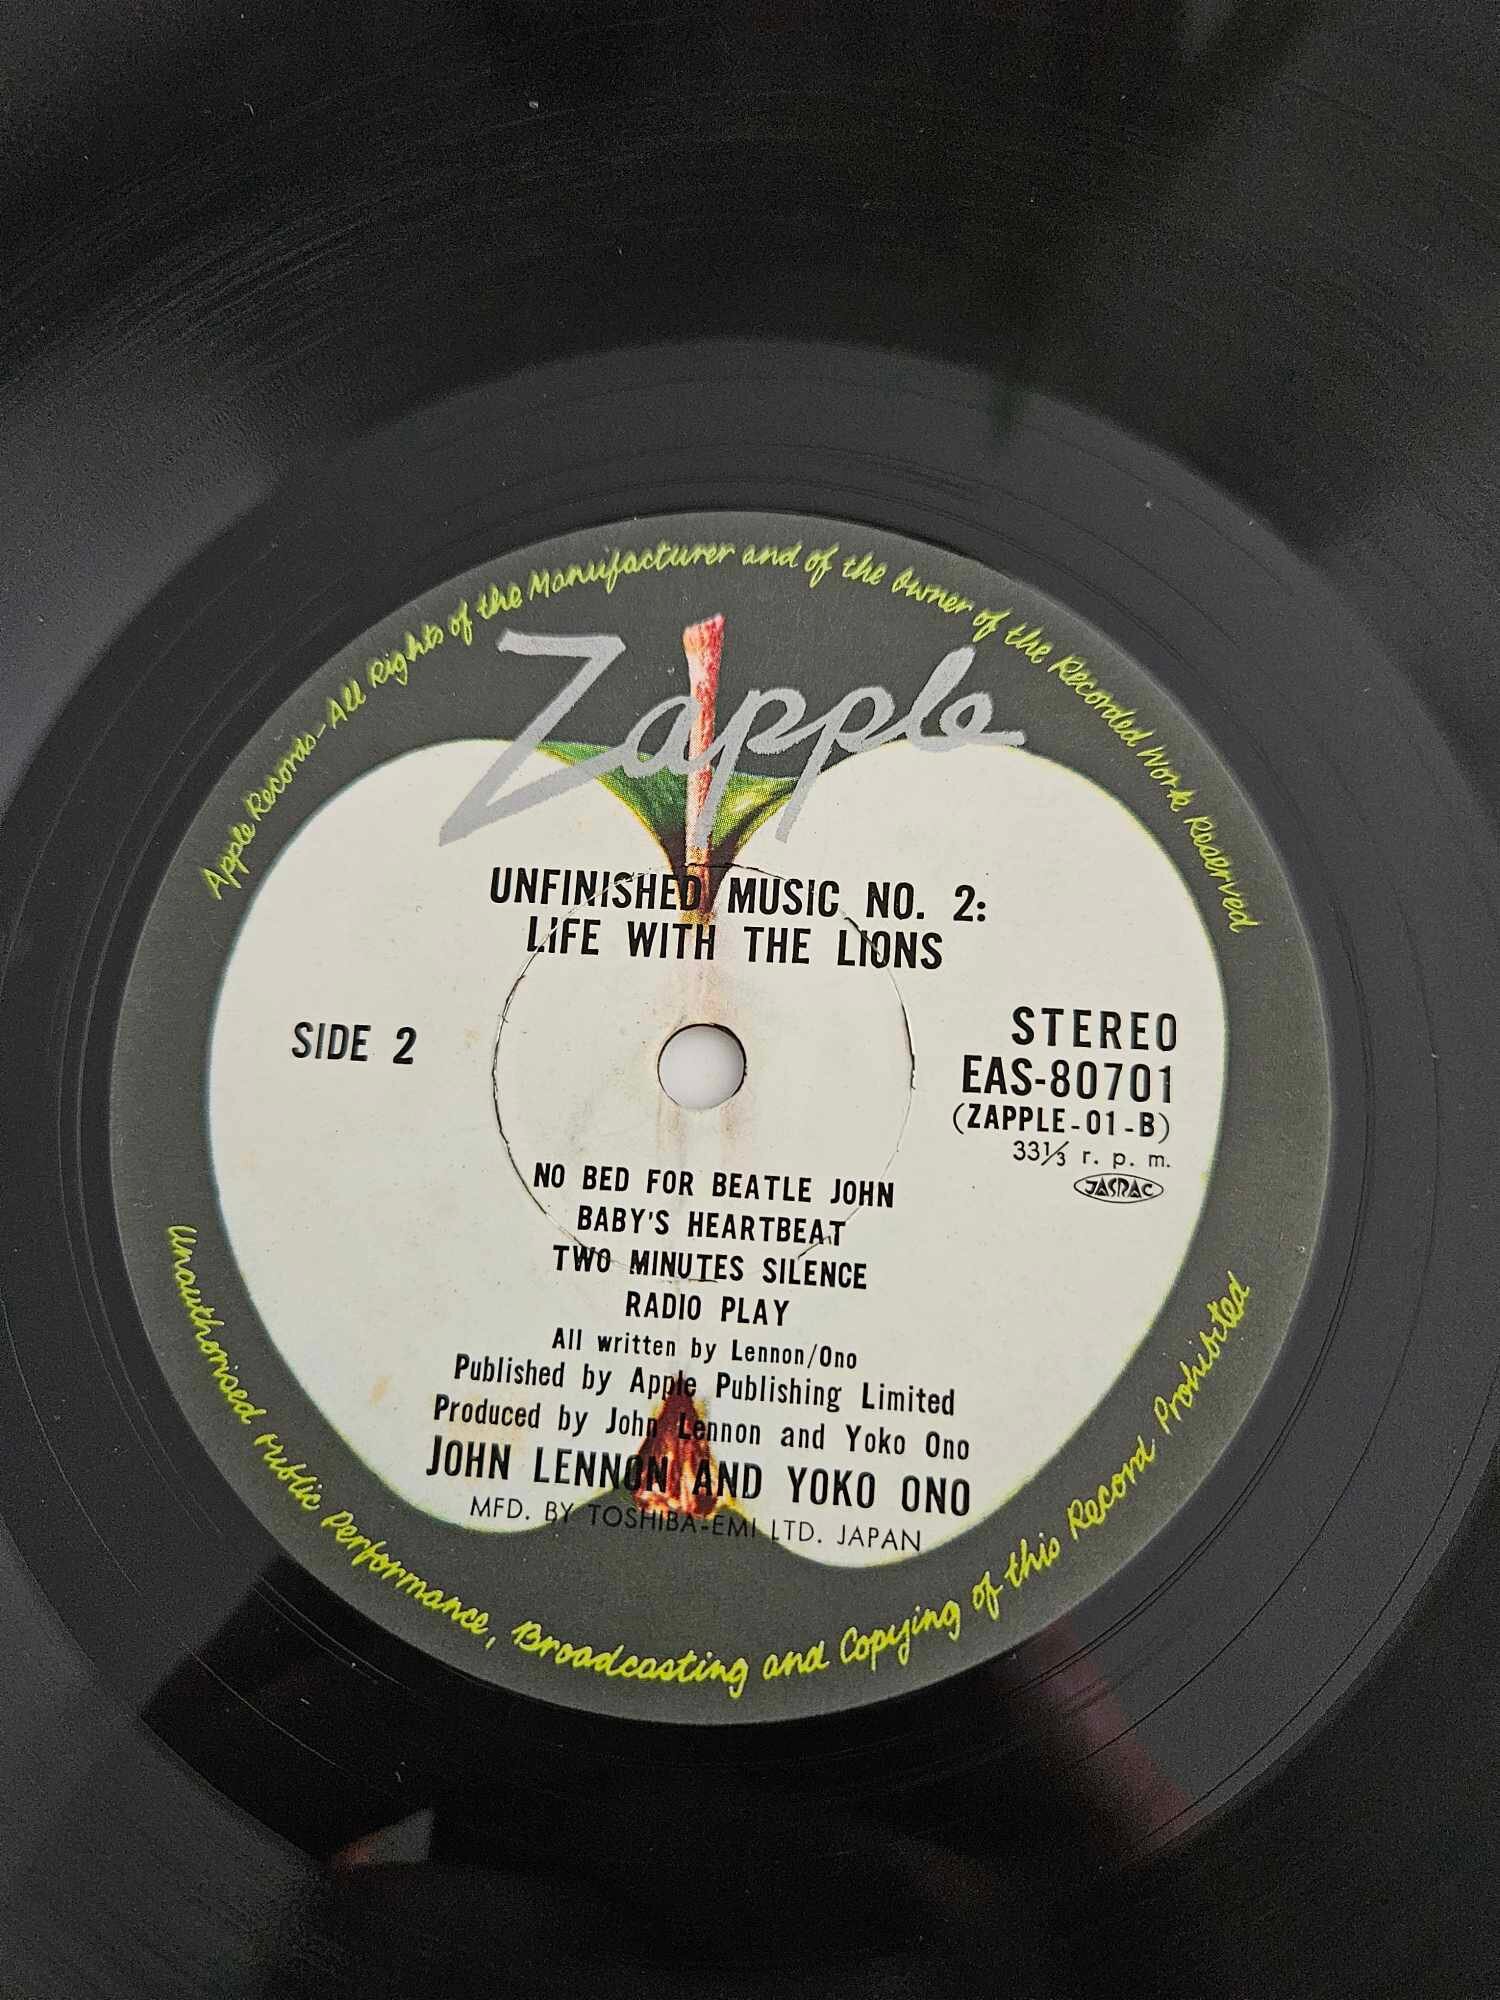 Apple Records-All Rights of the Manufacturer and of the Owner of the Recorded Work Reserved
Zapple
UNFINISHED MUSIC NO. 2:
LIFE WITH THE LIONS
SIDE 2
STEREO
EAS-80701
(ZAPPLE-01-B)
33⅓ r. p. m.
JASRAC
NO BED FOR BEATLE JOHN
BABY'S HEARTBEAT
TWO MINUTES SILENCE
RADIO PLAY
All written by Lennon/Ono
Published by Apple Publishing Limited
Produced by John Lennon and Yoko Ono
JOHN LENNON AND YOKO ONO
MFD. BY TOSHIBA-EMI LTD. JAPAN
Unauthorised Public Performance, Broadcasting and Copying of this Record Prohibited